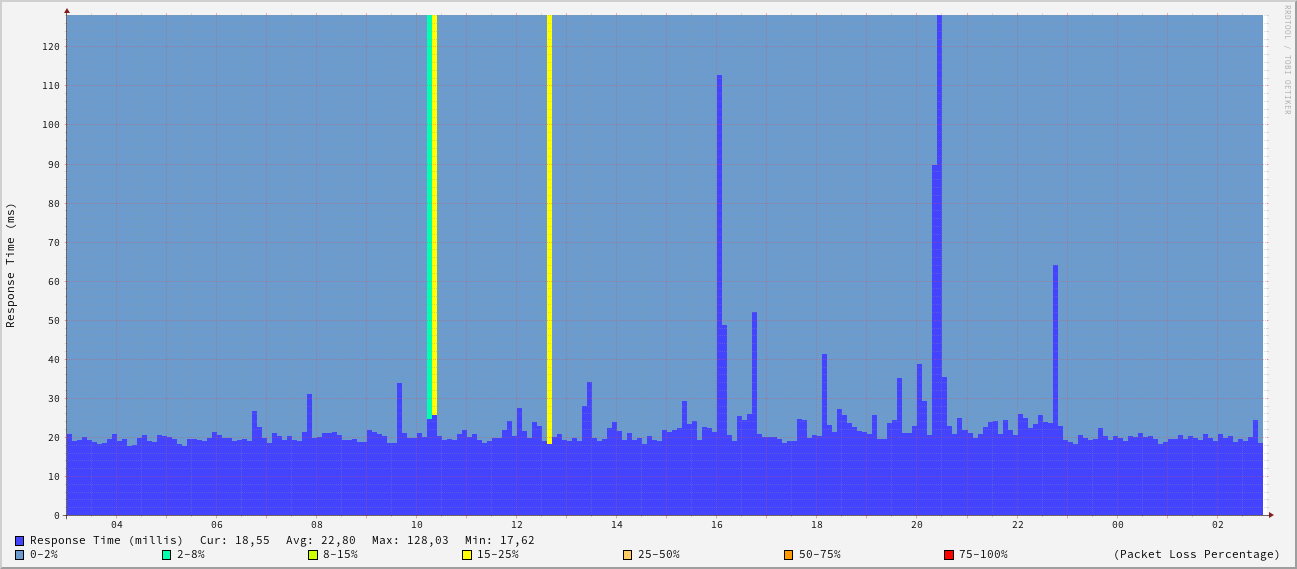 RRDTOOL / TOBI OETIKER
Response Time (ms)
120
110
100
90
80
70
60
50
40
30
20
10
0
04 06 08 10 12 14 16 18 20 22 00 02
Response Time (millis) Cur: 18,55 Avg: 22,80 Max: 128,03 Min: 17,62
0-2% 2-8% 8-15% 15-25% 25-50% 50-75% 75-100% (Packet Loss Percentage)